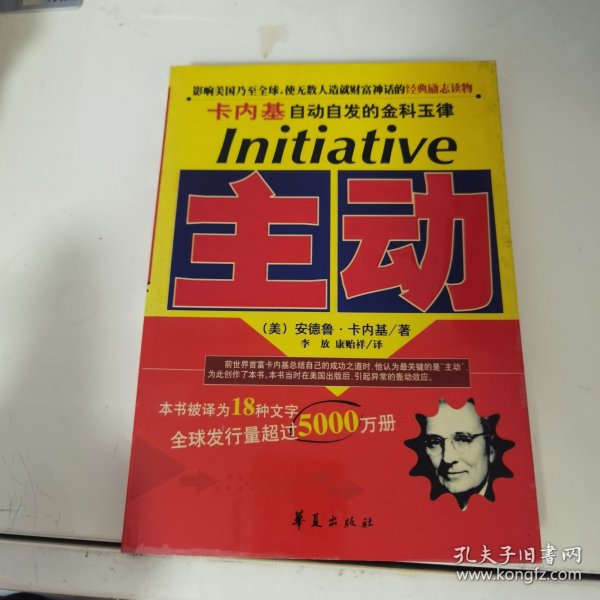 影响美国乃至全球，使无数人造就财富神话的经典励志读物
卡内基自动自发的金科玉律
Initiative
主动
（美）安德鲁·卡内基/著
李 放 康贻祥/译
前世界首富卡内基总结自己的成功之道时，他认为最关键的是“主动”，
为此创作了本书。本书当时在美国出版后，引起异常的轰动效应。
本书被译为18种文字
全球发行量超过5000万册
华夏出版社
孔夫子旧书网
www.kongfz.com